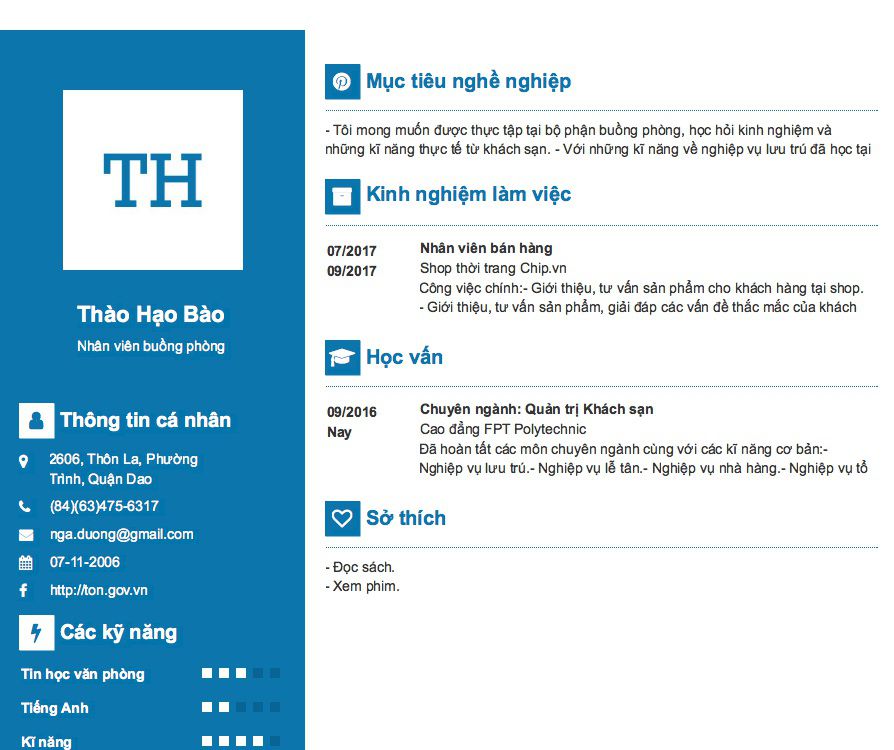 TH
Thào Hạo Bào
Nhân viên buồng phòng
Thông tin cá nhân
2606, Thôn La, Phường
Trình, Quận Dao
(84)(63)475-6317
nga.duong@gmail.com
07-11-2006
http://ton.gov.vn
Các kỹ năng
Tin học văn phòng
Tiếng Anh
Kĩ năng
Mục tiêu nghề nghiệp
- Tôi mong muốn được thực tập tại bộ phận buồng phòng, học hỏi kinh nghiệm và
những kĩ năng thực tế từ khách sạn. - Với những kĩ năng về nghiệp vụ lưu trú đã học tại
Kinh nghiệm làm việc
07/2017
09/2017
Nhân viên bán hàng
Shop thời trang Chip.vn
Công việc chính:- Giới thiệu, tư vấn sản phẩm cho khách hàng tại shop.
- Giới thiệu, tư vấn sản phẩm, giải đáp các vấn đề thắc mắc của khách
Học vấn
09/2016
Nay
Chuyên ngành: Quản trị Khách sạn
Cao đẳng FPT Polytechnic
Đã hoàn tất các môn chuyên ngành cùng với các kĩ năng cơ bản:-
Nghiệp vụ lưu trú.- Nghiệp vụ lễ tân.- Nghiệp vụ nhà hàng.- Nghiệp vụ tổ
Sở thích
- Đọc sách.
- Xem phim.